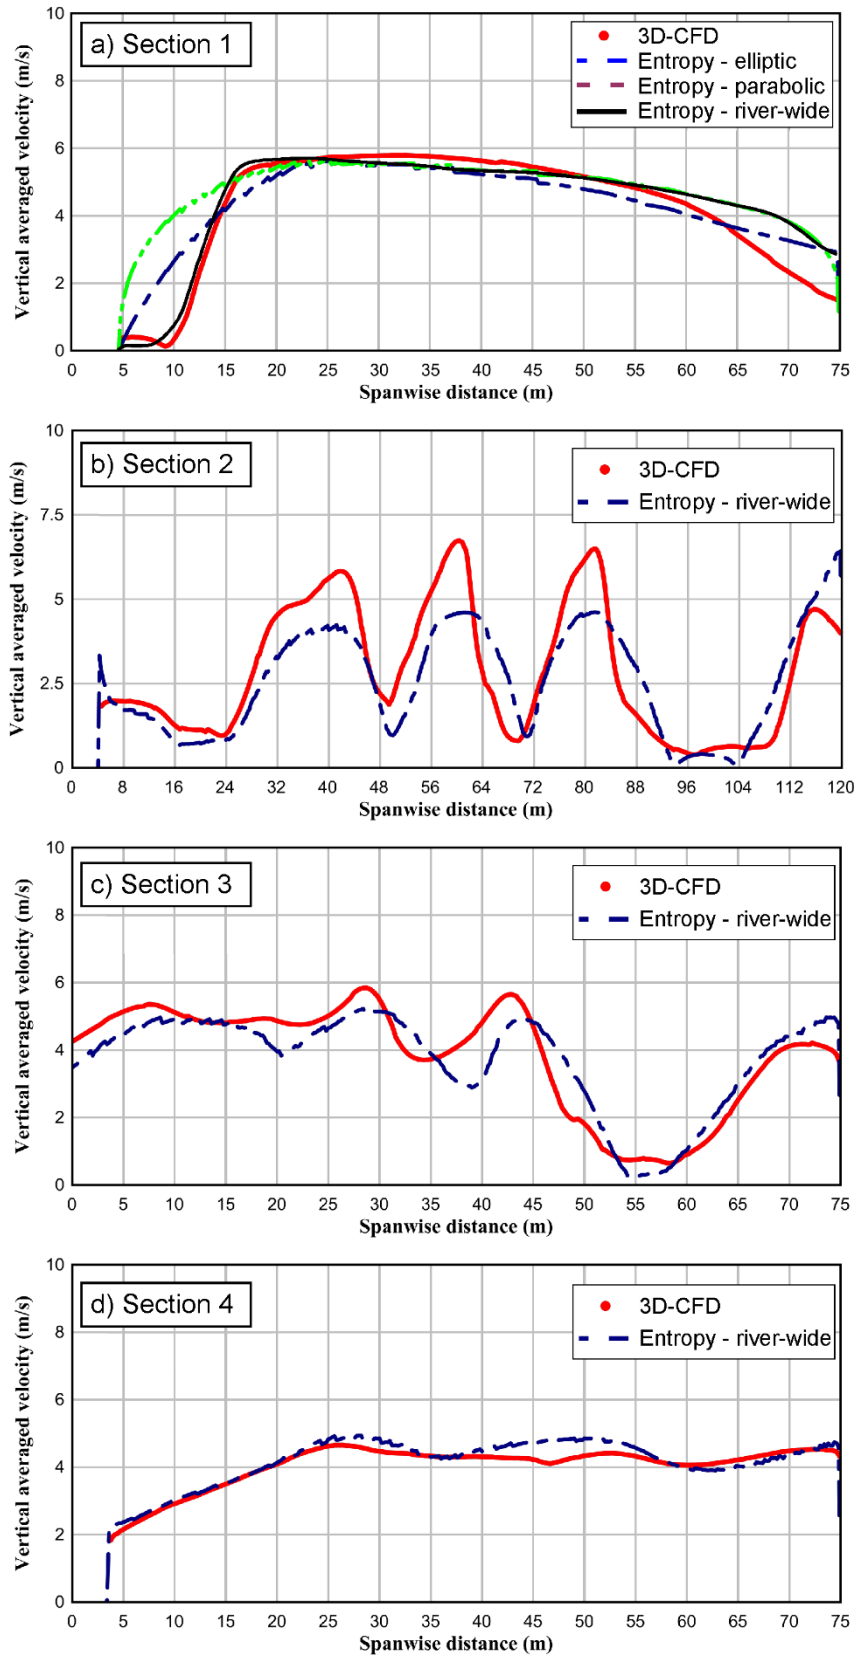 a) Section 1
3D-CFD
Entropy - elliptic
Entropy - parabolic
Entropy - river-wide
Vertical averaged velocity (m/s)
10
8
6
4
2
0
0 5 10 15 20 25 30 35 40 45 50 55 60 65 70 75
Spanwise distance (m)
b) Section 2
3D-CFD
Entropy - river-wide
Vertical averaged velocity (m/s)
10
7.5
5
2.5
0
0 8 16 24 32 40 48 56 64 72 80 88 96 104 112 120
Spanwise distance (m)
c) Section 3
3D-CFD
Entropy - river-wide
Vertical averaged velocity (m/s)
10
8
6
4
2
0
0 5 10 15 20 25 30 35 40 45 50 55 60 65 70 75
Spanwise distance (m)
d) Section 4
3D-CFD
Entropy - river-wide
Vertical averaged velocity (m/s)
10
8
6
4
2
0
0 5 10 15 20 25 30 35 40 45 50 55 60 65 70 75
Spanwise distance (m)